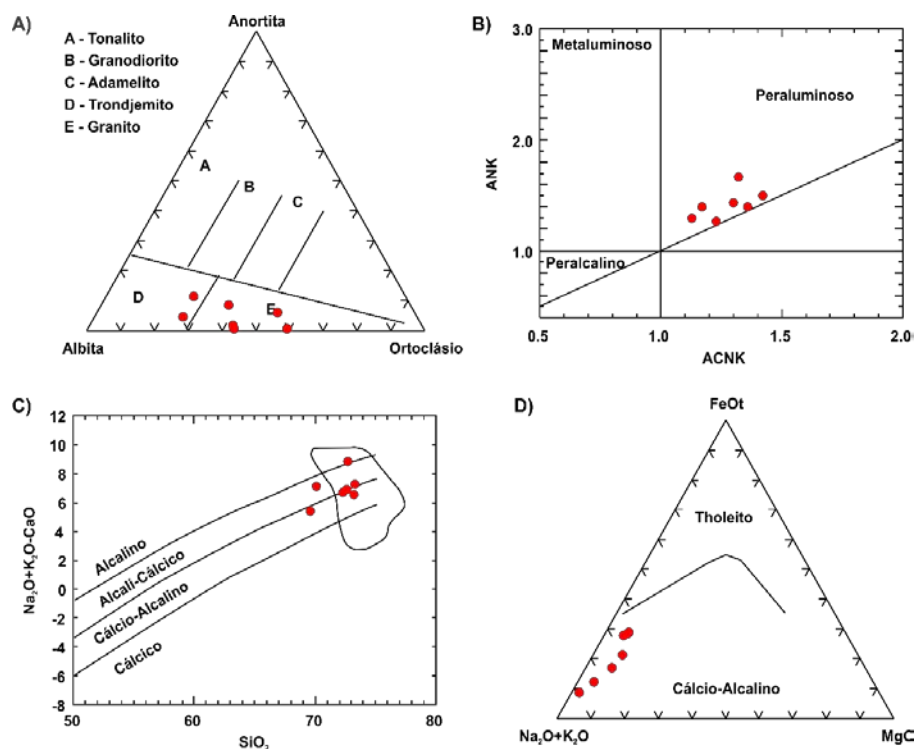 A)
Anortita
A - Tonalito
B - Granodiorito
C - Adamelito
D - Trondjemito
E - Granito
A
B
C
D
E
Albita
Ortoclásio
B)
3.0
Metaluminoso
Peraluminoso
2.0
ANK
1.0
Peralcalino
0.5
1.0
1.5
2.0
ACNK
C)
12
10
8
6
4
2
0
-2
-4
-6
-8
Na₂O+K₂O-CaO
Alcalino
Alcali-Cálcico
Cálcio-Alcalino
Cálcico
50
60
70
80
D)
FeOt
Tholeito
Cálcio-Alcalino
Na₂O+K₂O